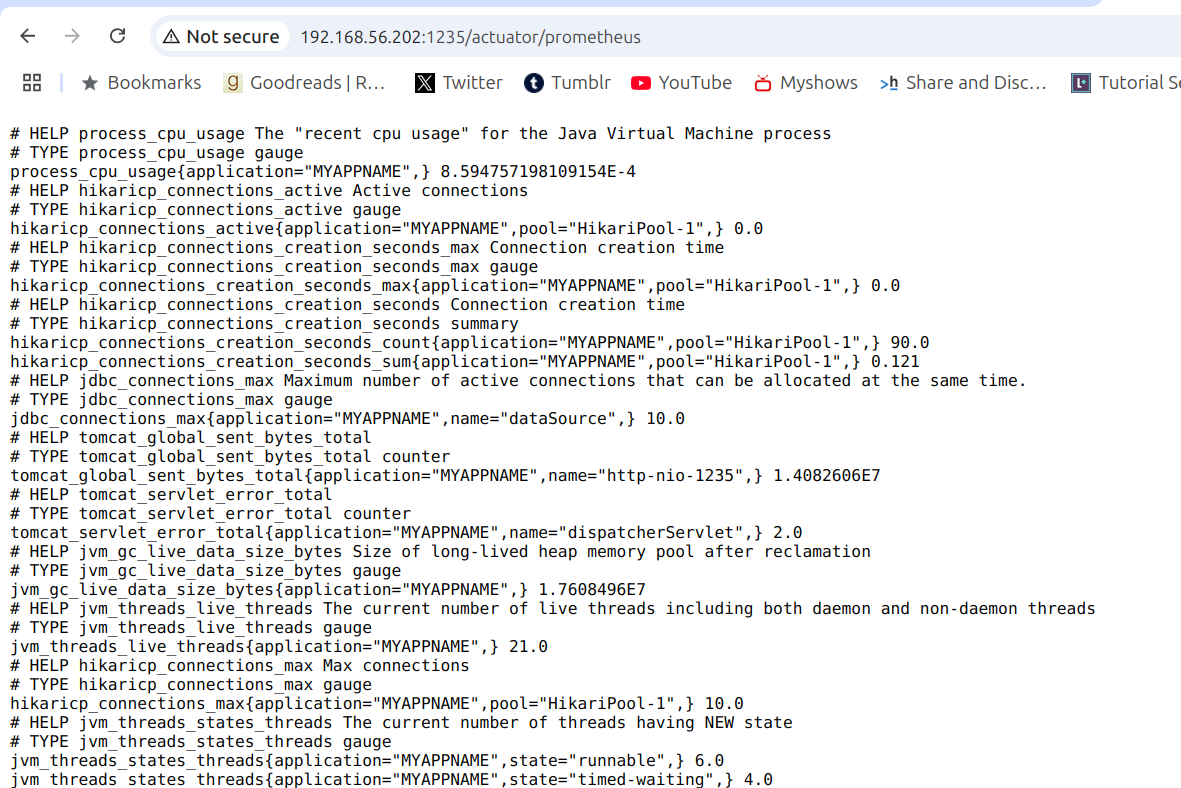 Not secure 192.168.56.202:1235/actuator/prometheus
Bookmarks Goodreads | R... Twitter Tumblr YouTube Myshows Share and Disc... Tutorial Se
# HELP process_cpu_usage The "recent cpu usage" for the Java Virtual Machine process
# TYPE process_cpu_usage gauge
process_cpu_usage{application="MYAPPNAME",} 8.594757198109154E-4
# HELP hikaricp_connections_active Active connections
# TYPE hikaricp_connections_active gauge
hikaricp_connections_active{application="MYAPPNAME",pool="HikariPool-1",} 0.0
# HELP hikaricp_connections_creation_seconds_max Connection creation time
# TYPE hikaricp_connections_creation_seconds_max gauge
hikaricp_connections_creation_seconds_max{application="MYAPPNAME",pool="HikariPool-1",} 0.0
# HELP hikaricp_connections_creation_seconds Connection creation time
# TYPE hikaricp_connections_creation_seconds summary
hikaricp_connections_creation_seconds_count{application="MYAPPNAME",pool="HikariPool-1",} 90.0
hikaricp_connections_creation_seconds_sum{application="MYAPPNAME",pool="HikariPool-1",} 0.121
# HELP jdbc_connections_max Maximum number of active connections that can be allocated at the same time.
# TYPE jdbc_connections_max gauge
jdbc_connections_max{application="MYAPPNAME",name="dataSource",} 10.0
# HELP tomcat_global_sent_bytes_total
# TYPE tomcat_global_sent_bytes_total counter
tomcat_global_sent_bytes_total{application="MYAPPNAME",name="http-nio-1235",} 1.4082606E7
# HELP tomcat_servlet_error_total
# TYPE tomcat_servlet_error_total counter
tomcat_servlet_error_total{application="MYAPPNAME",name="dispatcherServlet",} 2.0
# HELP jvm_gc_live_data_size_bytes Size of long-lived heap memory pool after reclamation
# TYPE jvm_gc_live_data_size_bytes gauge
jvm_gc_live_data_size_bytes{application="MYAPPNAME",} 1.7608496E7
# HELP jvm_threads_live_threads The current number of live threads including both daemon and non-daemon threads
# TYPE jvm_threads_live_threads gauge
jvm_threads_live_threads{application="MYAPPNAME",} 21.0
# HELP hikaricp_connections_max Max connections
# TYPE hikaricp_connections_max gauge
hikaricp_connections_max{application="MYAPPNAME",pool="HikariPool-1",} 10.0
# HELP jvm_threads_states_threads The current number of threads having NEW state
# TYPE jvm_threads_states_threads gauge
jvm_threads_states_threads{application="MYAPPNAME",state="runnable",} 6.0
jvm_threads_states_threads{application="MYAPPNAME",state="timed-waiting",} 4.0